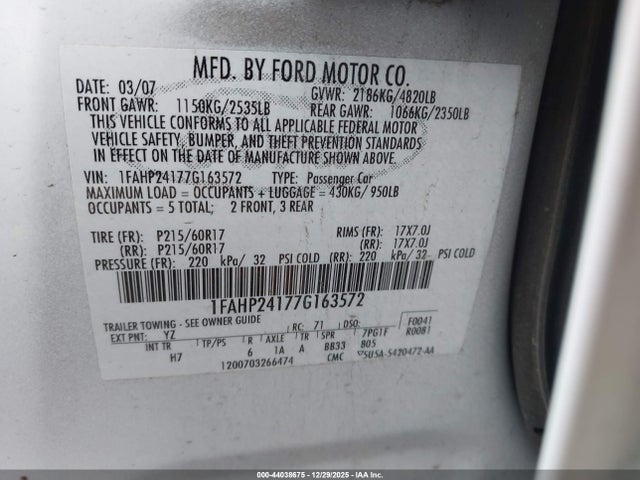 MFD. BY FORD MOTOR CO.
DATE: 03/07 GVWR: 2186KG/4820LB
FRONT GAWR: 1150KG/2535LB REAR GAWR: 1066KG/2350LB
THIS VEHICLE CONFORMS TO ALL APPLICABLE FEDERAL MOTOR
VEHICLE SAFETY, BUMPER, AND THEFT PREVENTION STANDARDS
IN EFFECT ON THE DATE OF MANUFACTURE SHOWN ABOVE.
VIN: 1FAHP24177G163572 TYPE: Passenger Car
MAXIMUM LOAD = OCCUPANTS + LUGGAGE = 430KG/ 950LB
OCCUPANTS = 5 TOTAL; 2 FRONT, 3 REAR
TIRE (FR): P215/60R17 RIMS (FR): 17X7.0J
(RR): P215/60R17 (RR): 17X7.0J
PRESSURE (FR): 220 kPa/ 32 PSI COLD (RR): 220 kPa/ 32 PSI COLD
1FAHP24177G163572
TRAILER TOWING - SEE OWNER GUIDE
EXT PNT: YZ RC: 71 DSO: F0041
INT TR TP/PS R AXLE TR SPR 7PG1F R0081
H7 6 1A A BB33 B05
1200703266474 CMC 5U5A-5420472-AA
000-44038675 - 12/29/2025 - IAA, Inc.